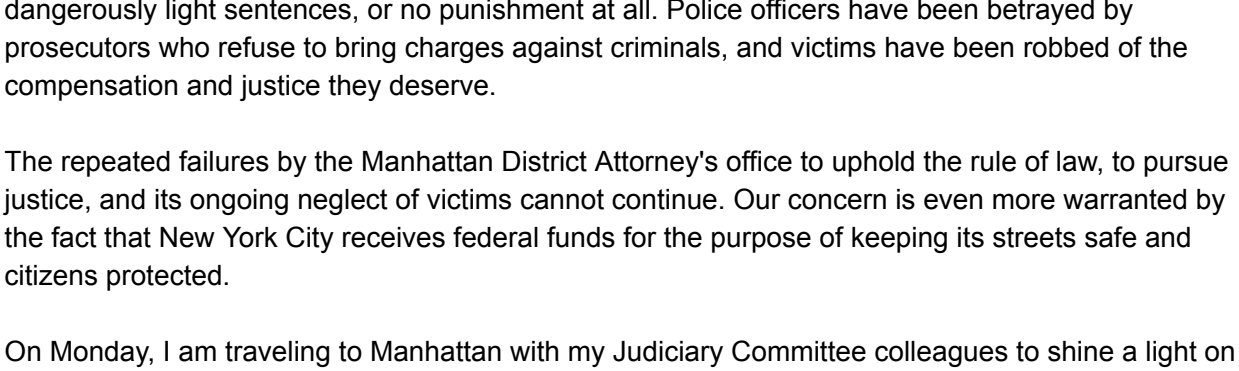 dangerously light sentences, or no punishment at all. Police officers have been betrayed by
prosecutors who refuse to bring charges against criminals, and victims have been robbed of the
compensation and justice they deserve.
The repeated failures by the Manhattan District Attorney's office to uphold the rule of law, to pursue
justice, and its ongoing neglect of victims cannot continue. Our concern is even more warranted by
the fact that New York City receives federal funds for the purpose of keeping its streets safe and
citizens protected.
On Monday, I am traveling to Manhattan with my Judiciary Committee colleagues to shine a light on